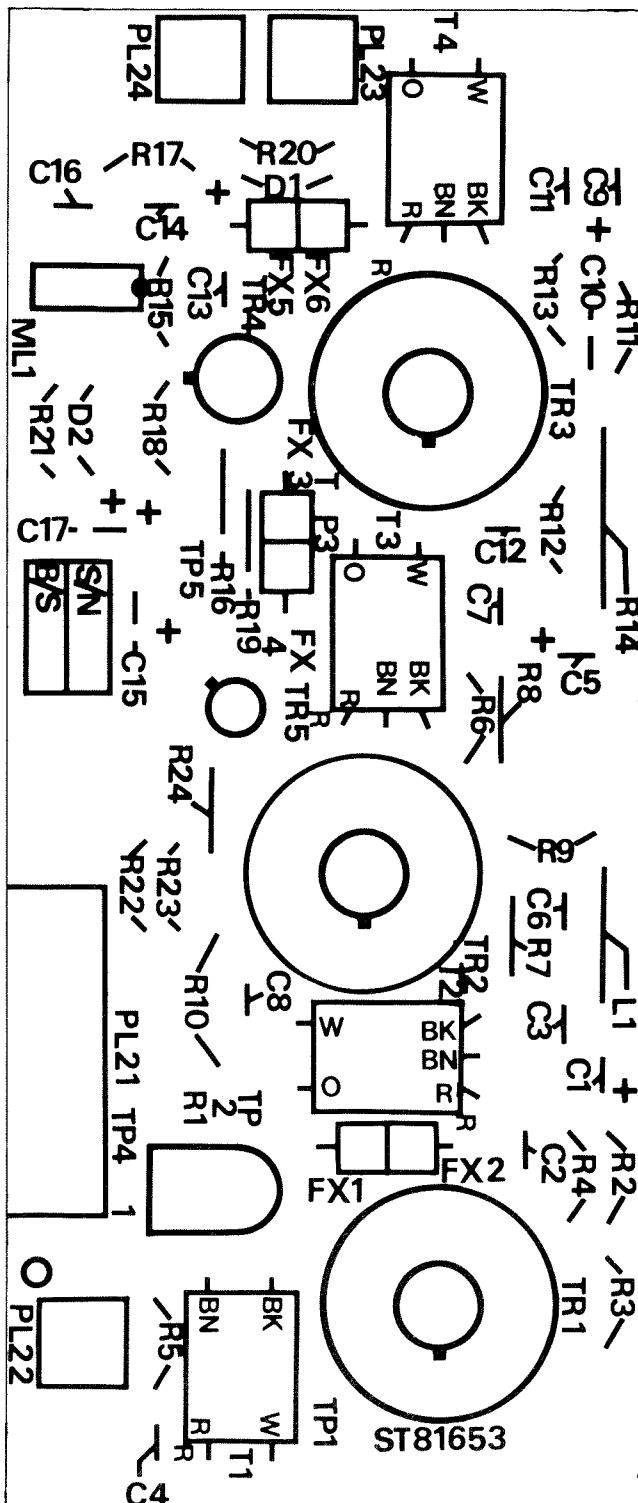 T4
PL24
PL23
O
W
R17
R20
C16
D1
C11
C9
C14
R
BN
BK
R
FX5
FX6
C13
TR4
R13
C10
R11
B15
ML1
TR3
R21
D2
R18
FX 3
T
P3
T3
C17
R16
R19
TP5
O
W
C12
R12
R14
B/S
S/N
C7
C15
4
FX
TR5
BN
BK
R
R
R6
R8
C5
R24
R22
R23
R9
C6
R7
TR2
T2
L1
R10
C8
W
BK
BN
O
R
R
C3
C1
PL21
TP
2
R1
TP4
1
FX1
FX2
C2
R4
R2
R3
TR1
PL22
R5
BN
BK
R
W
R
T1
TP1
C4
ST81653